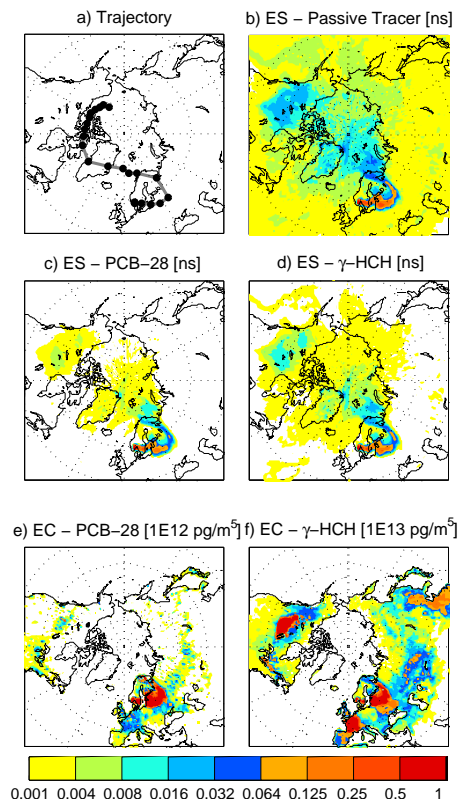 a) Trajectory
b) ES − Passive Tracer [ns]
c) ES − PCB−28 [ns]
d) ES − γ−HCH [ns]
e) EC − PCB−28 [1E12 pg/m⁵]
f) EC − γ−HCH [1E13 pg/m⁵]
0.001 0.004 0.008 0.016 0.032 0.064 0.125 0.25 0.5 1